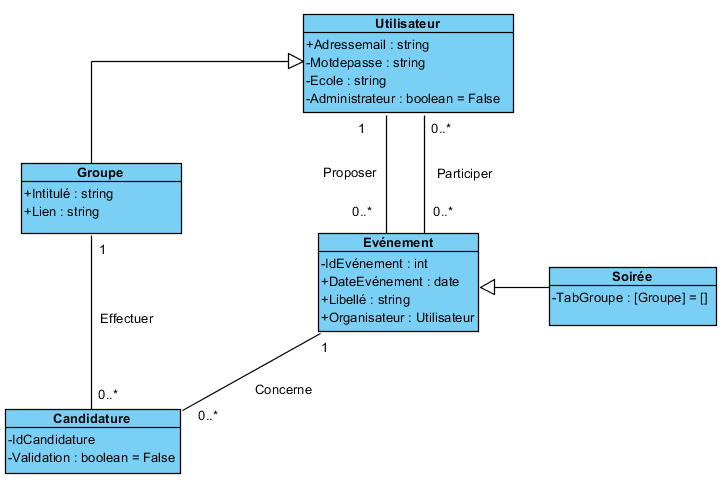 Utilisateur
+Adressemail : string
-Motdepasse : string
-Ecole : string
-Administrateur : boolean = False
1
0..*
Proposer
Participer
0..*
0..*
Groupe
+Intitulé : string
+Lien : string
1
Evénement
-IdEvénement : int
+DateEvénement : date
+Libellé : string
+Organisateur : Utilisateur
Soirée
-TabGroupe : [Groupe] = []
Effectuer
1
Concerne
0..*
0..*
Candidature
-IdCandidature
-Validation : boolean = False